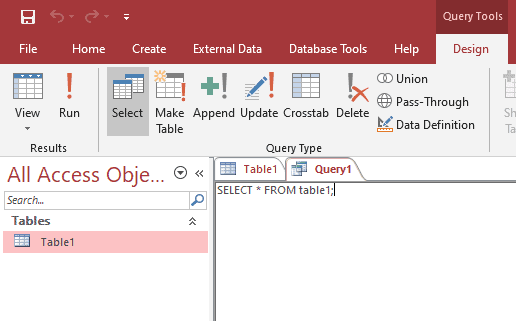 Query Tools
File Home Create External Data Database Tools Help Design
View Run Select Make Table Append Update Crosstab Delete
Union
Pass-Through
Data Definition
Results Query Type
All Access Obje...
Search...
Tables
Table1
Table1 Query1
SELECT * FROM table1;